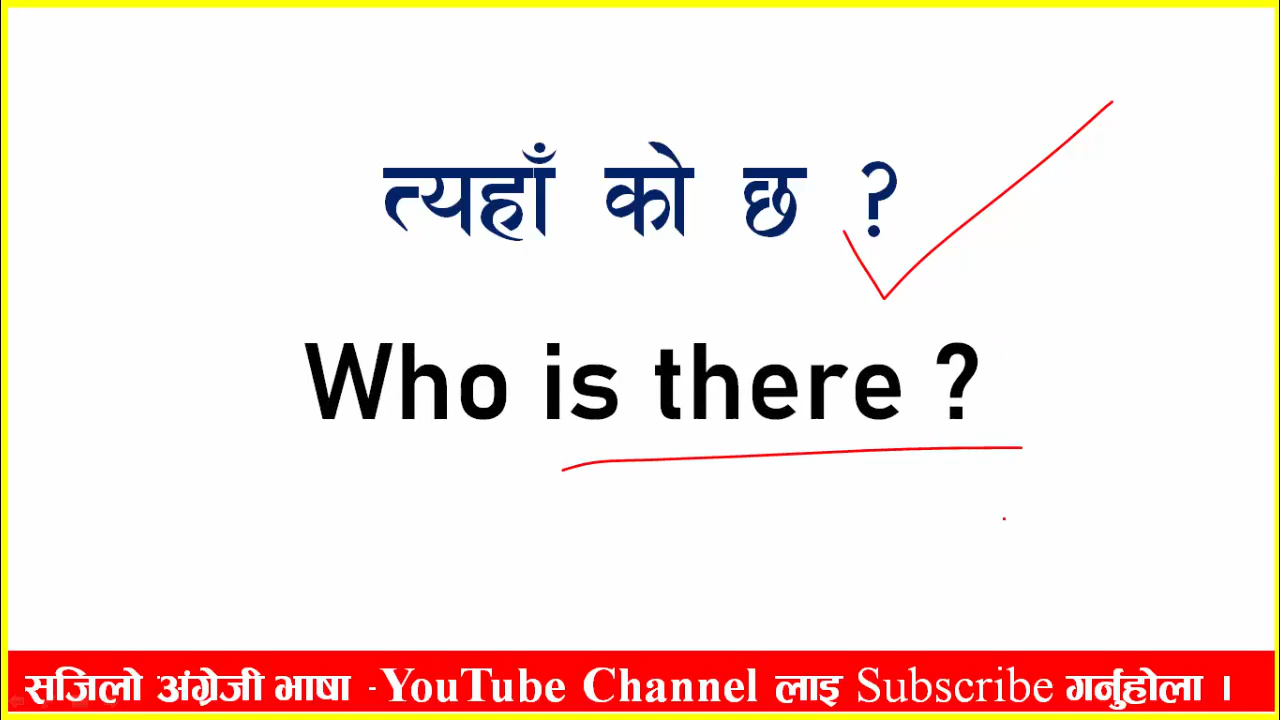 त्यहाँ को छ ?
Who is there ?
सजिलो अंग्रेजी भाषा -YouTube Channel लाइ Subscribe गर्नुहोला ।